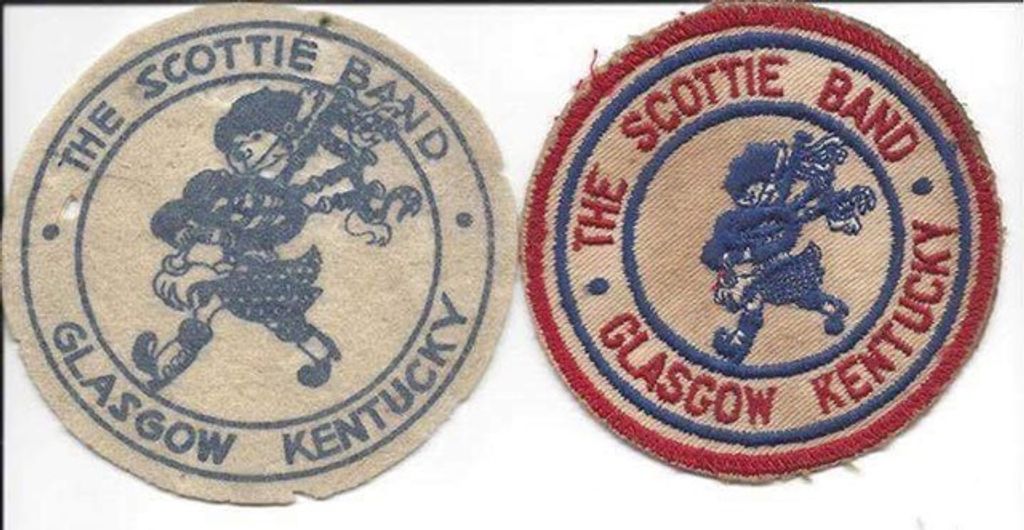 THE SCOTTIE BAND
GLASGOW KENTUCKY
THE SCOTTIE BAND
GLASGOW KENTUCKY